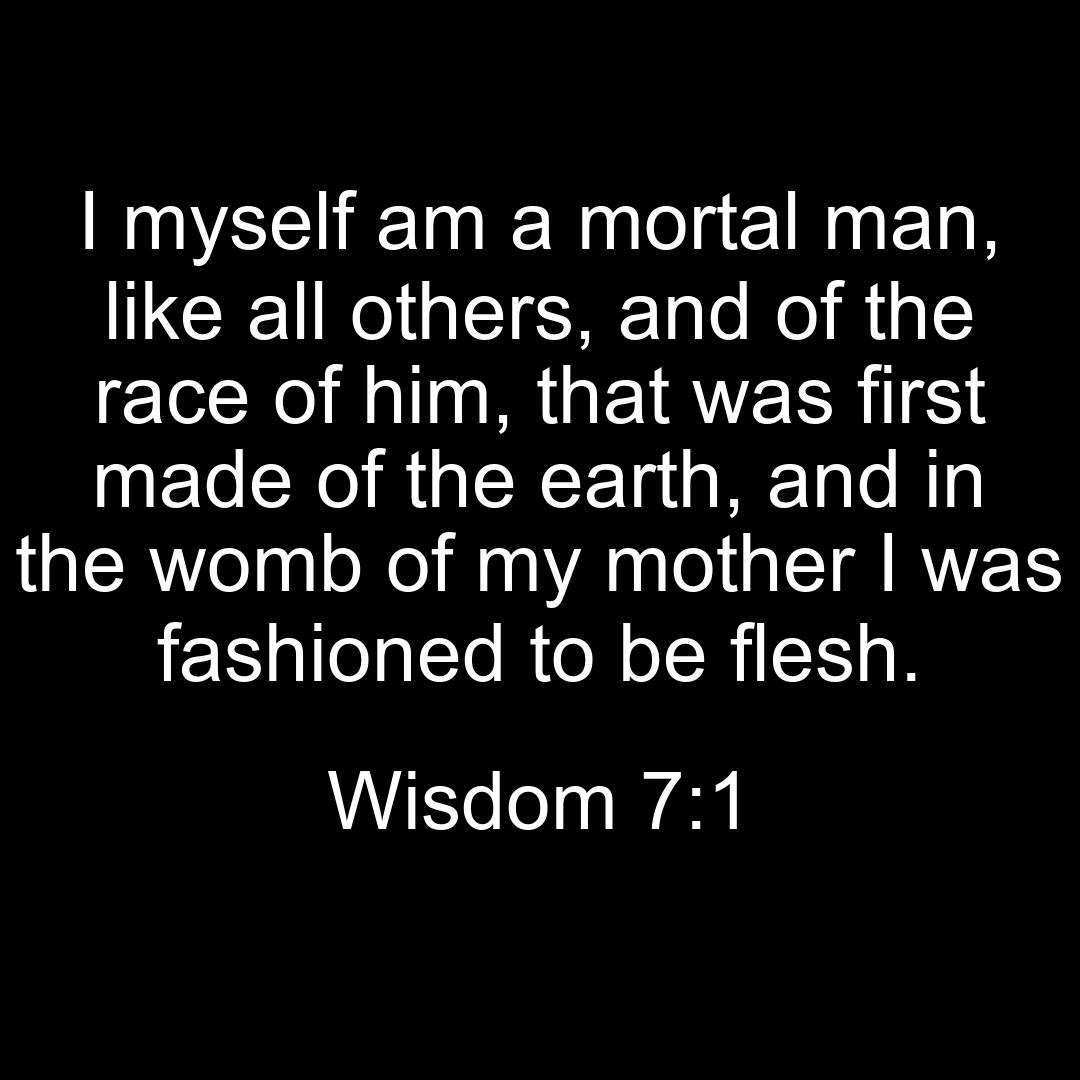 I myself am a mortal man,
like all others, and of the
race of him, that was first
made of the earth, and in
the womb of my mother I was
fashioned to be flesh.
Wisdom 7:1